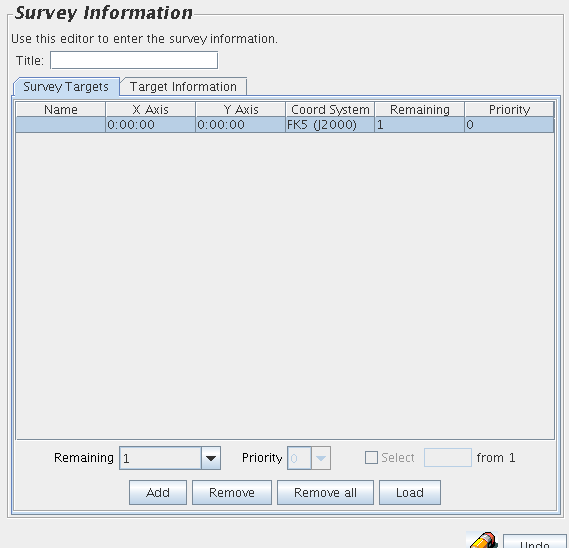 Survey Information
Use this editor to enter the survey information.
Title:
Survey Targets Target Information
Name X Axis Y Axis Coord System Remaining Priority
0:00:00 0:00:00 FK5 (J2000) 1 0
Remaining 1 Priority 0 Select from 1
Add Remove Remove all Load
Undo